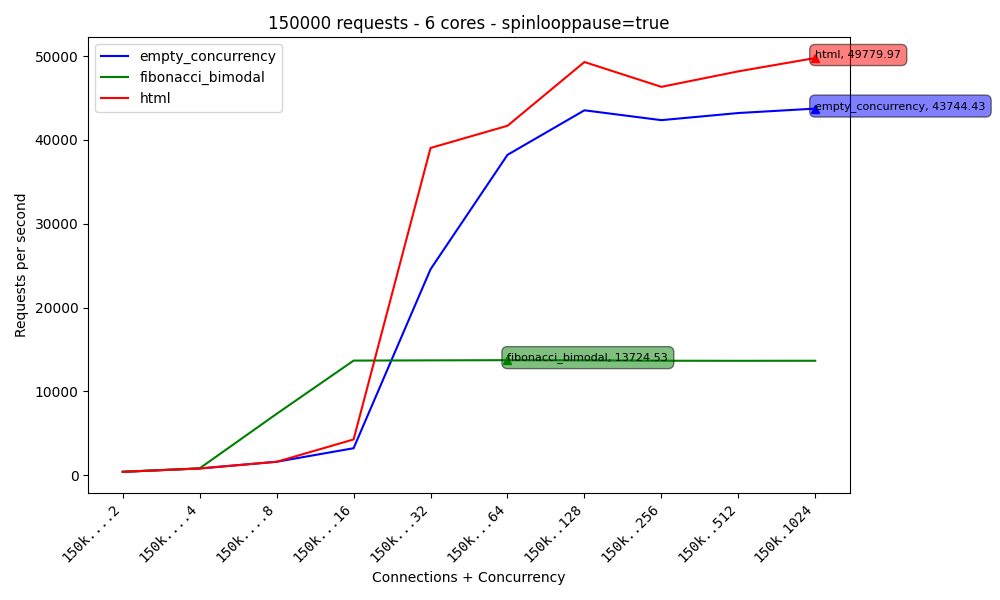 150000 requests - 6 cores - spinlooppause=true
empty_concurrency
fibonacci_bimodal
html
html, 49779.97
empty_concurrency, 43744.43
fibonacci_bimodal, 13724.53
Requests per second
50000
40000
30000
20000
10000
0
150k....2
150k....4
150k....8
150k...16
150k...32
150k...64
150k..128
150k..256
150k..512
150k.1024
Connections + Concurrency